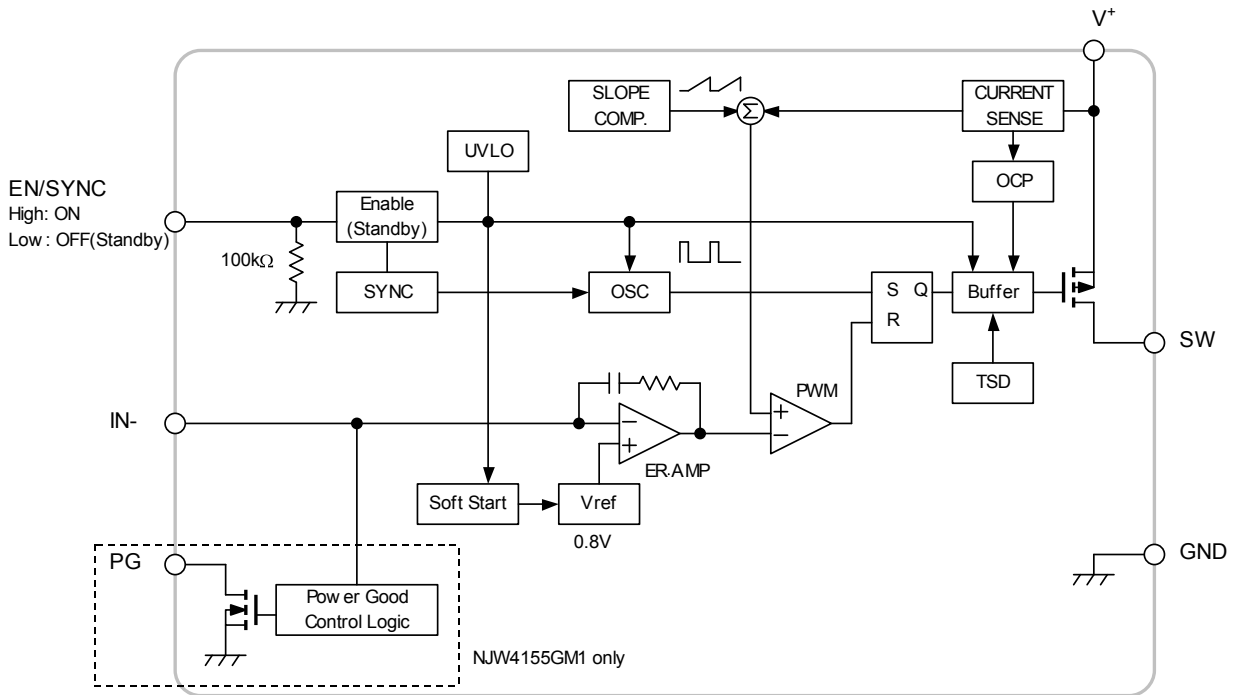 V+
SLOPE
COMP.
Σ
CURRENT
SENSE
UVLO
OCP
EN/SYNC
High: ON
Low : OFF(Standby)
Enable
(Standby)
100kΩ
SYNC
OSC
S Q
R
Buffer
SW
TSD
PWM
IN-
−
+
+
−
ER.AMP
Soft Start
Vref
0.8V
PG
GND
Power Good
Control Logic
NJW4155GM1 only